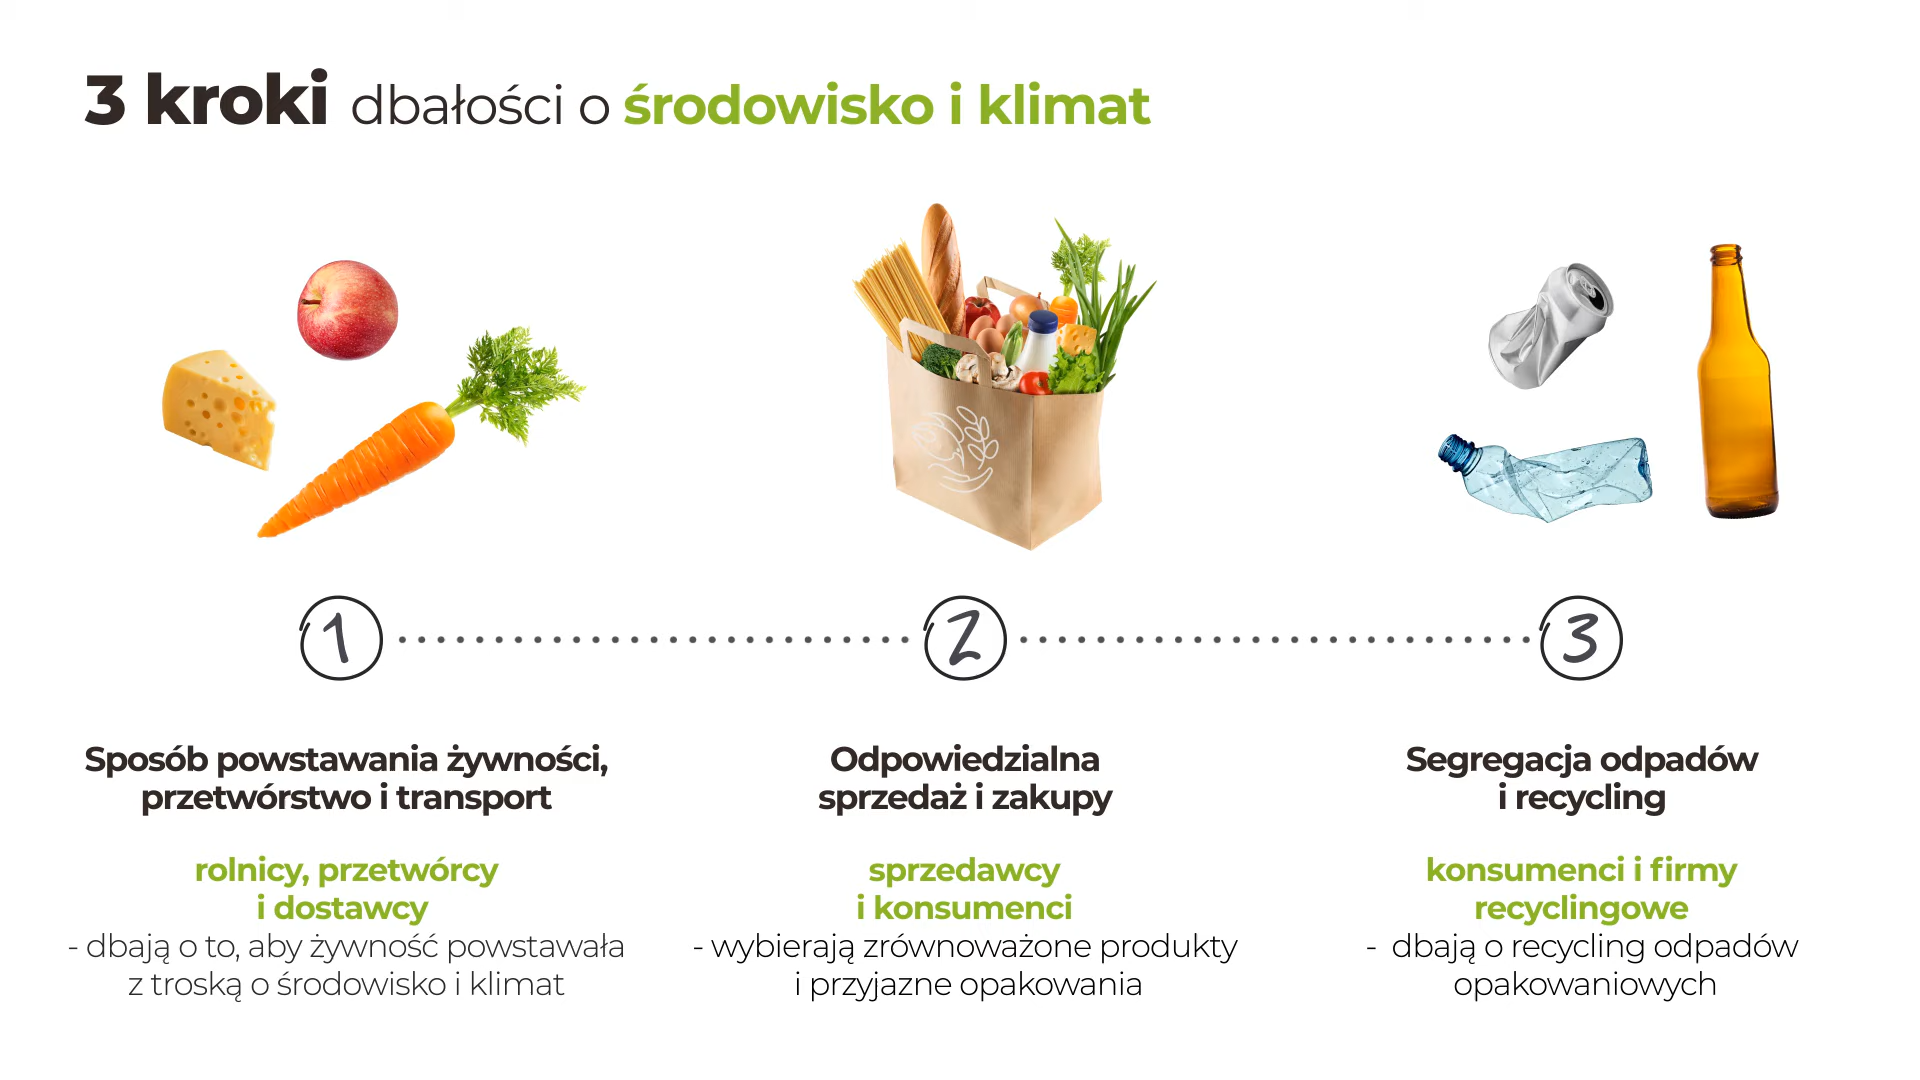 3 kroki dbałości o środowisko i klimat
1
2
3
Sposób powstawania żywności,
przetwórstwo i transport
rolnicy, przetwórcy
i dostawcy
- dbają o to, aby żywność powstawała
z troską o środowisko i klimat
Odpowiedzialna
sprzedaż i zakupy
sprzedawcy
i konsumenci
- wybierają zrównoważone produkty
i przyjazne opakowania
Segregacja odpadów
i recycling
konsumenci i firmy
recyclingowe
- dbają o recycling odpadów
opakowaniowych